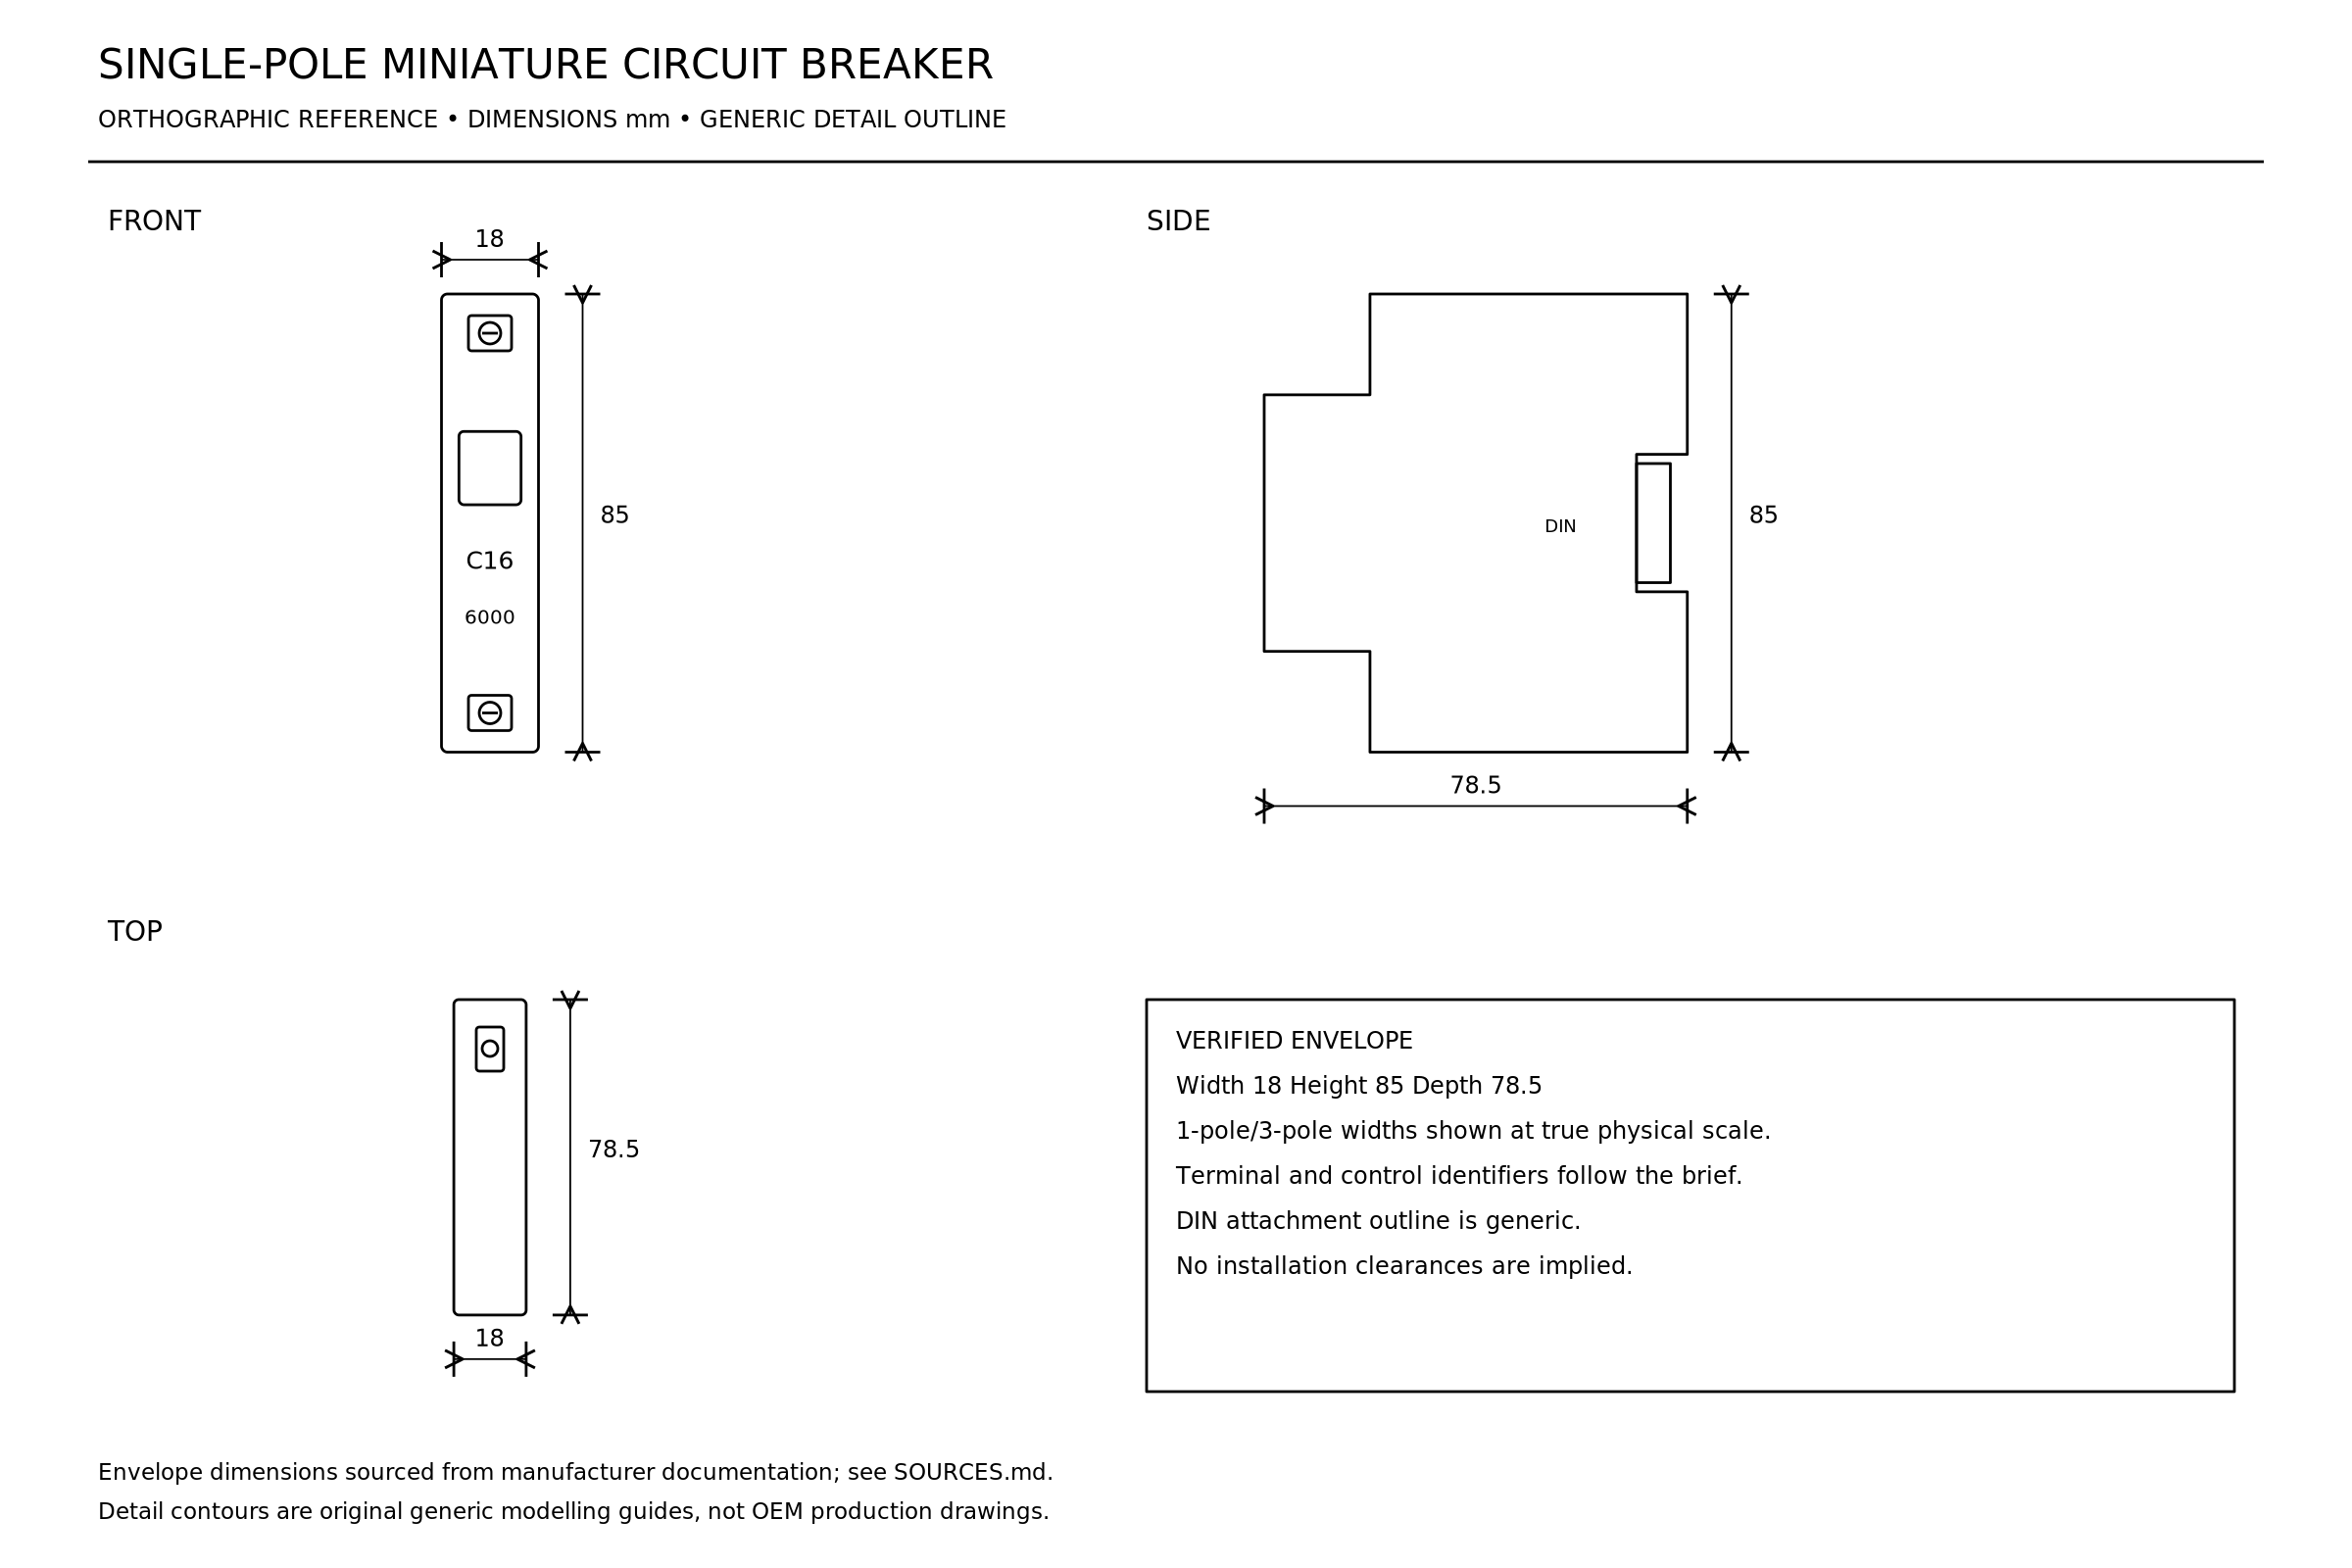 SINGLE-POLE MINIATURE CIRCUIT BREAKER
ORTHOGRAPHIC REFERENCE • DIMENSIONS mm • GENERIC DETAIL OUTLINE
FRONT
18
85
C16
6000
SIDE
DIN
85
78.5
TOP
78.5
18
VERIFIED ENVELOPE
Width 18 Height 85 Depth 78.5
1-pole/3-pole widths shown at true physical scale.
Terminal and control identifiers follow the brief.
DIN attachment outline is generic.
No installation clearances are implied.
Envelope dimensions sourced from manufacturer documentation; see SOURCES.md.
Detail contours are original generic modelling guides, not OEM production drawings.